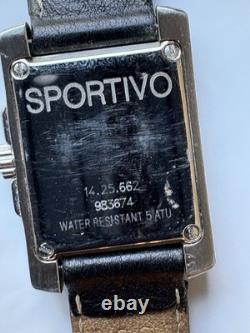 SPORTIVO
14.25.662
983674
WATER RESISTANT 5 ATU